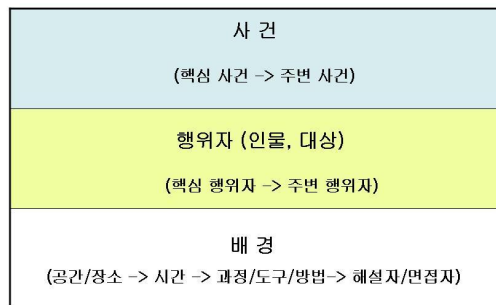 사 건
(핵심 사건 -> 주변 사건)
행위자 (인물, 대상)
(핵심 행위자 -> 주변 행위자)
배 경
(공간/장소 -> 시간 -> 과정/도구/방법-> 해설자/면접자)